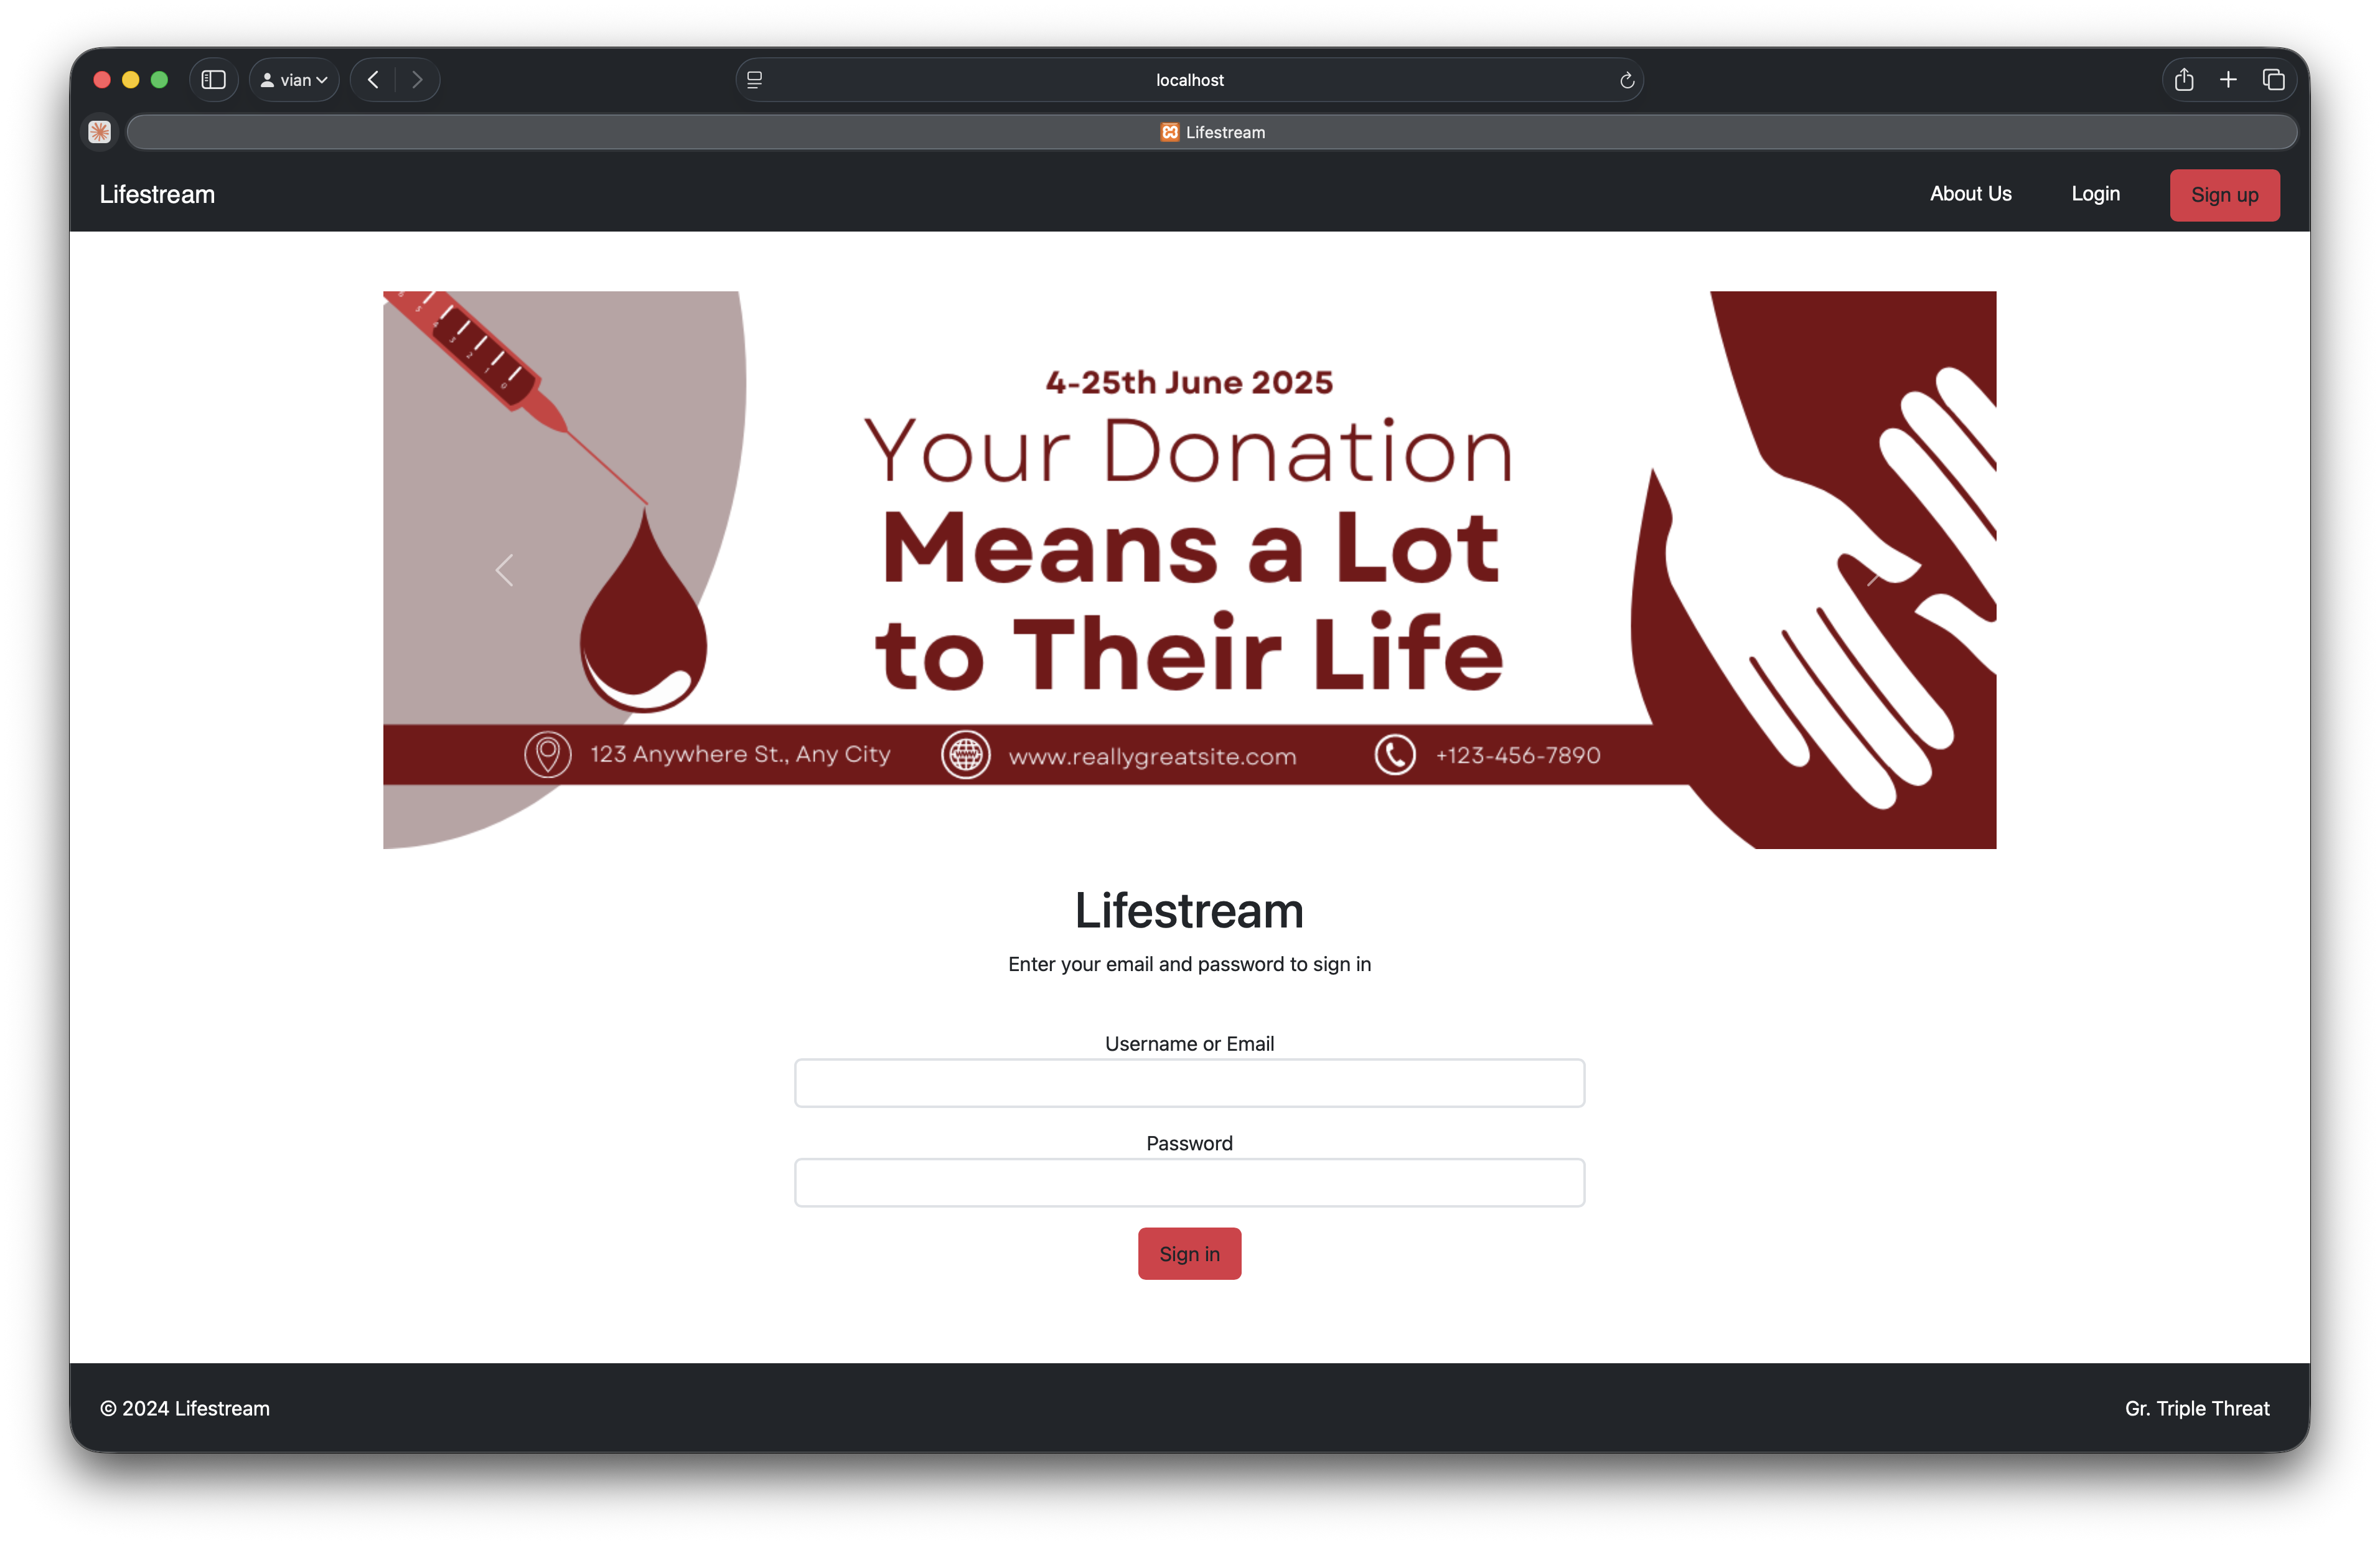 vian
localhost
Lifestream
Lifestream
About Us
Login
Sign up
4-25th June 2025
Your Donation
Means a Lot
to Their Life
123 Anywhere St., Any City
www.reallygreatsite.com
+123-456-7890
Lifestream
Enter your email and password to sign in
Username or Email
Password
Sign in
© 2024 Lifestream
Gr. Triple Threat